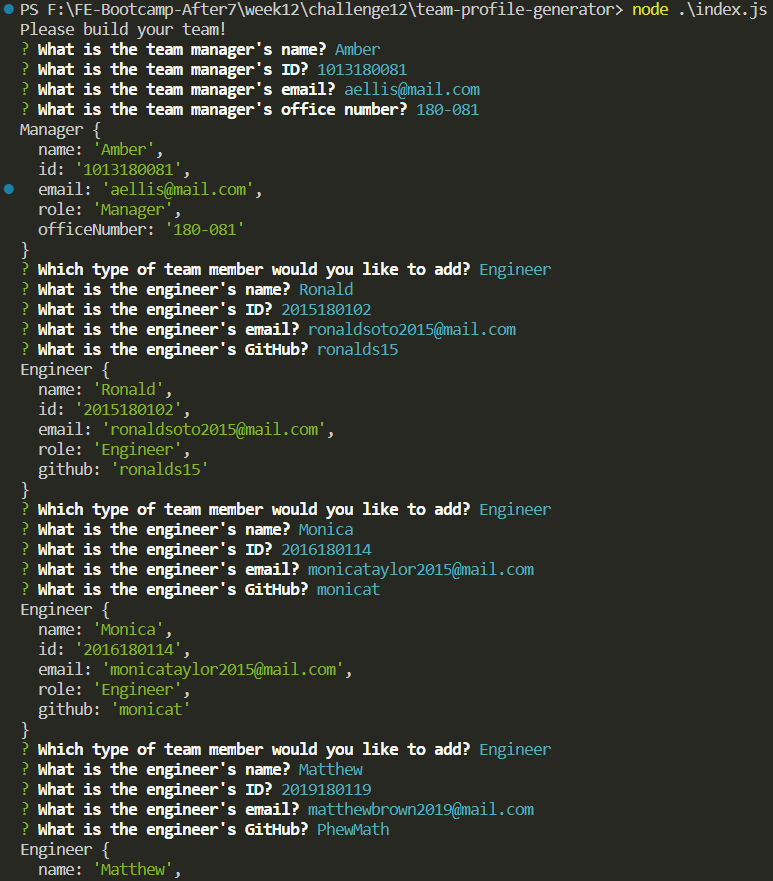 PS F:\FE-Bootcamp-After7\week12\challenge12\team-profile-generator> node .\index.js
Please build your team!
? What is the team manager's name? Amber
? What is the team manager's ID? 1013180081
? What is the team manager's email? aellis@mail.com
? What is the team manager's office number? 180-081
Manager {
  name: 'Amber',
  id: '1013180081',
  email: 'aellis@mail.com',
  role: 'Manager',
  officeNumber: '180-081'
}
? Which type of team member would you like to add? Engineer
? What is the engineer's name? Ronald
? What is the engineer's ID? 2015180102
? What is the engineer's email? ronaldsoto2015@mail.com
? What is the engineer's GitHub? ronalds15
Engineer {
  name: 'Ronald',
  id: '2015180102',
  email: 'ronaldsoto2015@mail.com',
  role: 'Engineer',
  github: 'ronalds15'
}
? Which type of team member would you like to add? Engineer
? What is the engineer's name? Monica
? What is the engineer's ID? 2016180114
? What is the engineer's email? monicataylor2015@mail.com
? What is the engineer's GitHub? monicat
Engineer {
  name: 'Monica',
  id: '2016180114',
  email: 'monicataylor2015@mail.com',
  role: 'Engineer',
  github: 'monicat'
}
? Which type of team member would you like to add? Engineer
? What is the engineer's name? Matthew
? What is the engineer's ID? 2019180119
? What is the engineer's email? matthewbrown2019@mail.com
? What is the engineer's GitHub? PhewMath
Engineer {
  name: 'Matthew',